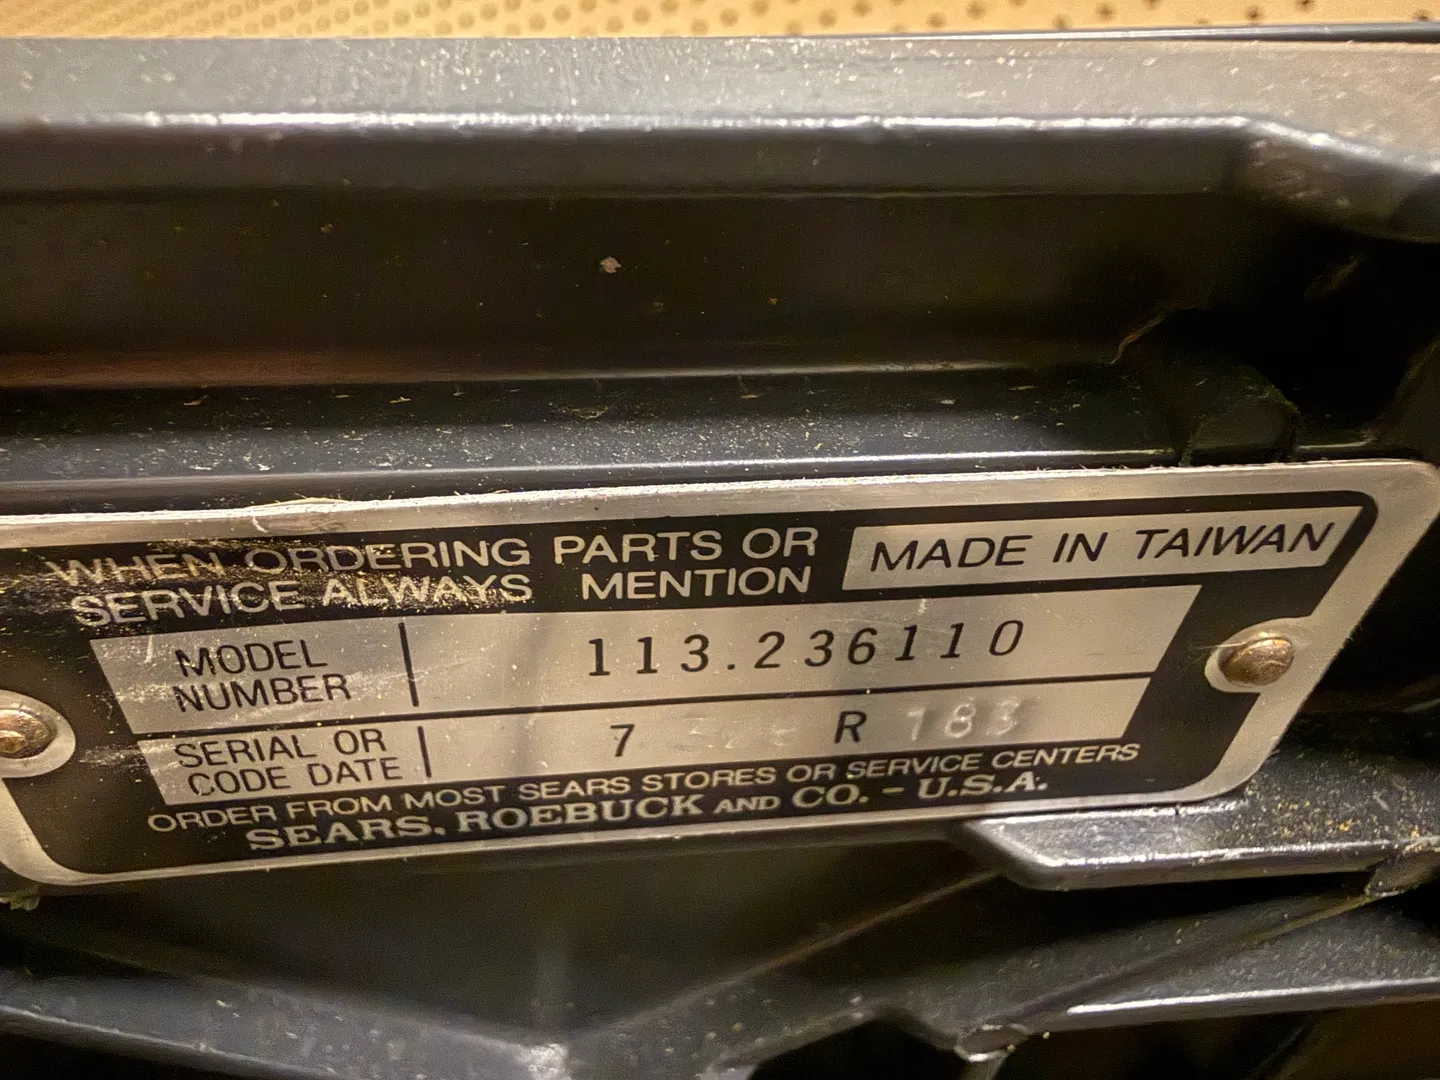 WHEN ORDERING PARTS OR
SERVICE ALWAYS MENTION
MADE IN TAIWAN
MODEL NUMBER
113.236110
SERIAL OR CODE DATE
7 R 183
ORDER FROM MOST SEARS STORES OR SERVICE CENTERS
SEARS, ROEBUCK AND CO. - U.S.A.